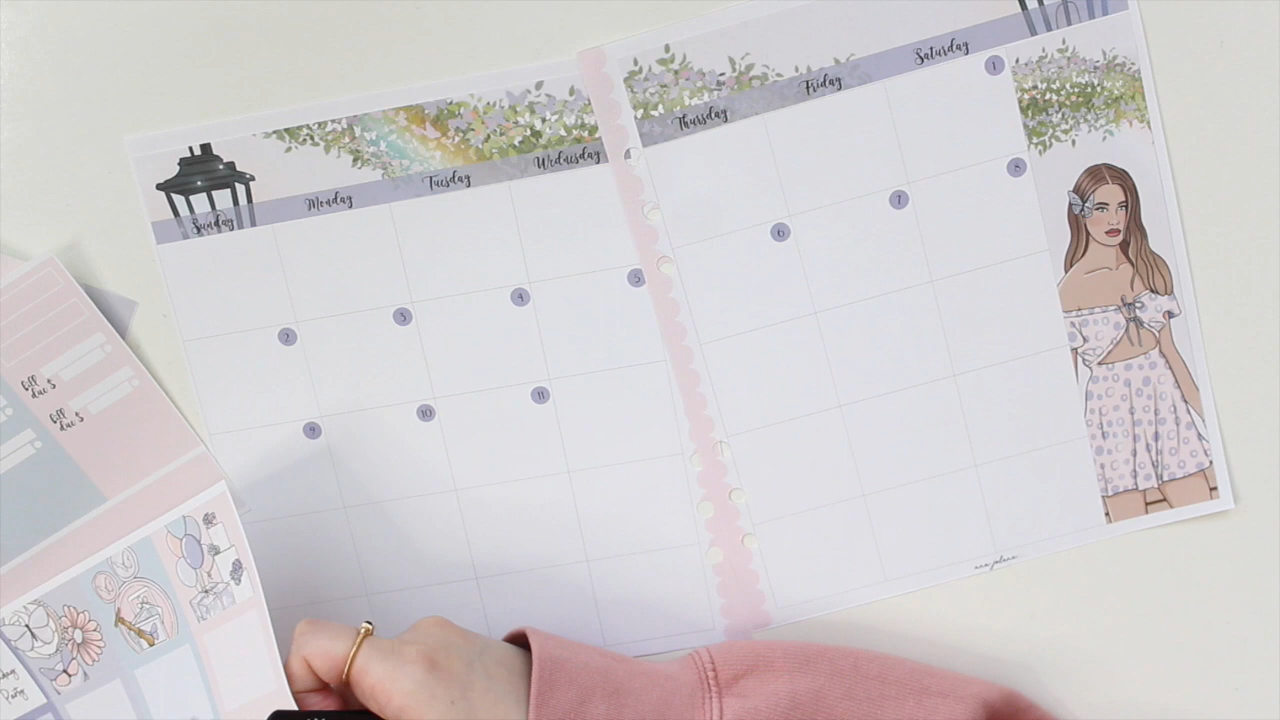 Sunday Monday Tuesday Wednesday Thursday Friday Saturday
1
2 3 4 5 6 7 8
9 10 11
bill due $
bill due $
Party